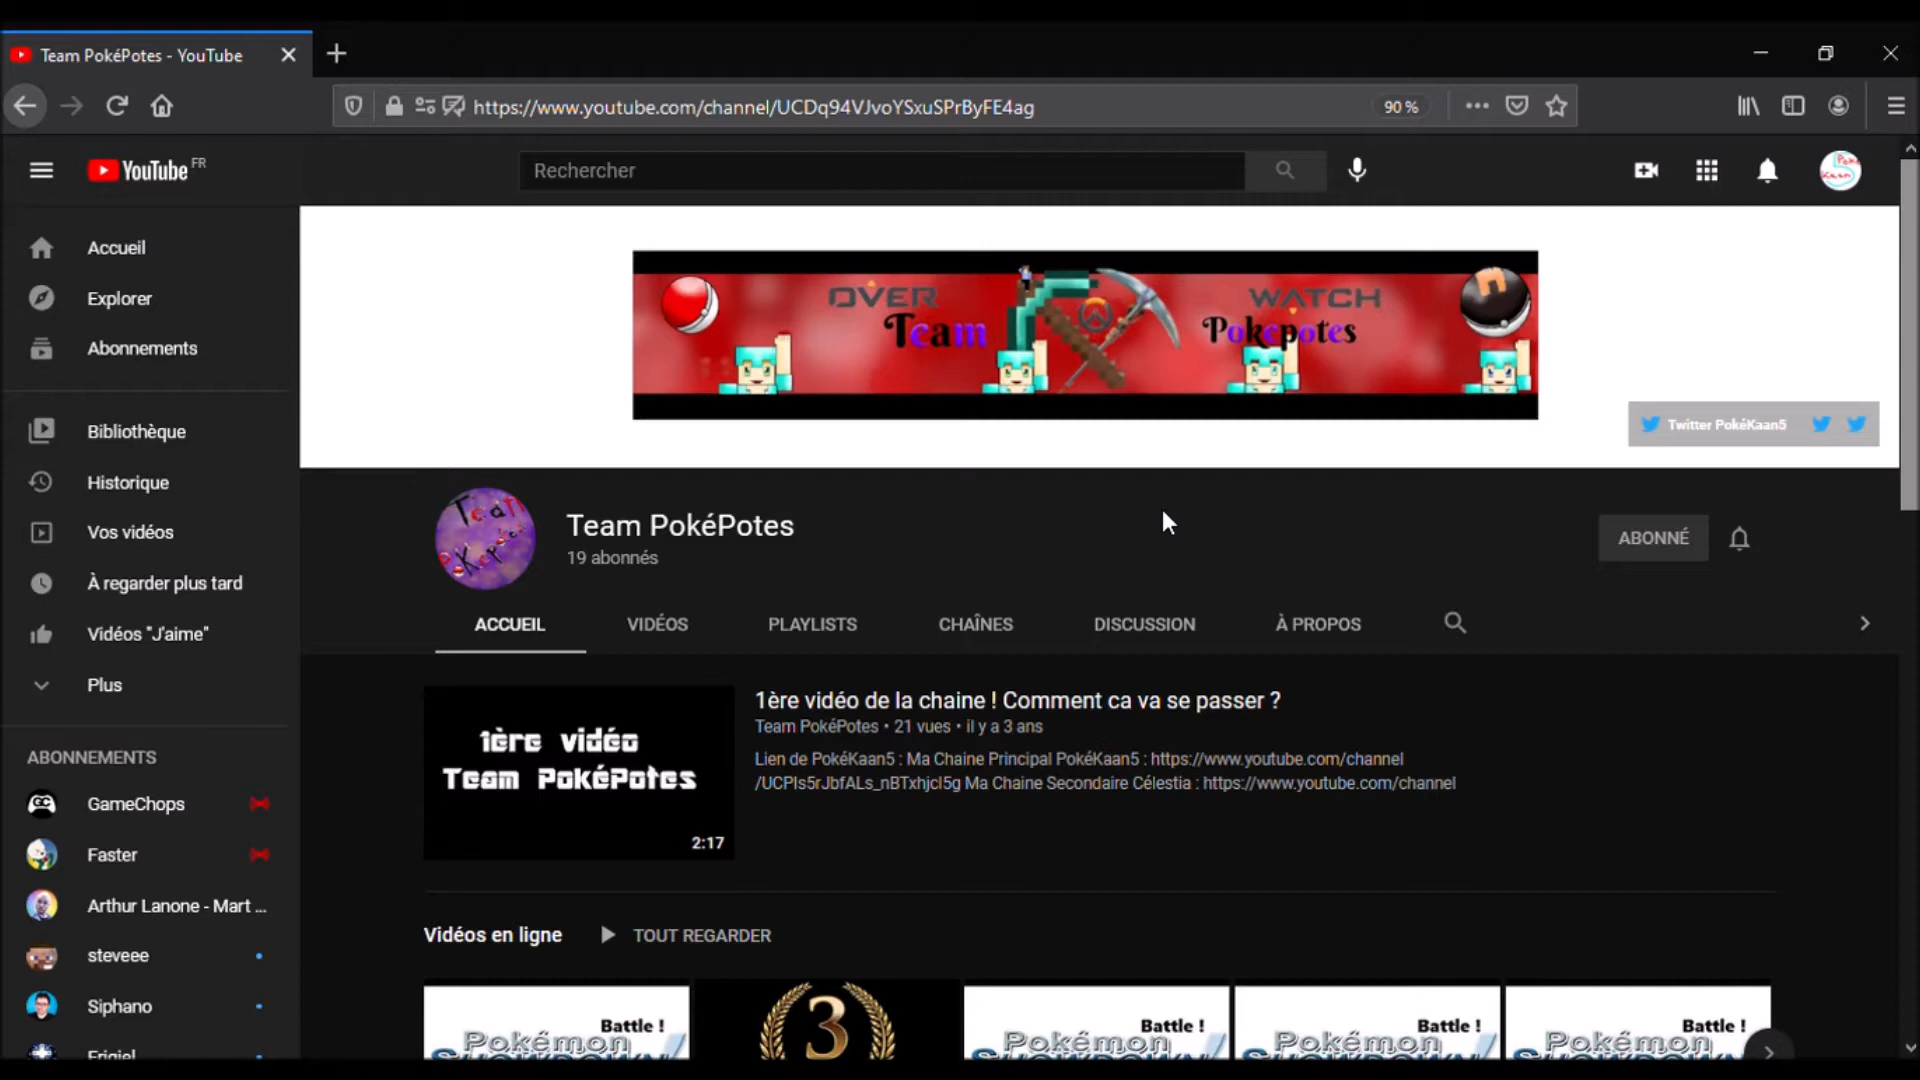 Team PokéPotes - YouTube
https://www.youtube.com/channel/UCDq94VJvoYSxuSPrByFE4ag
90 %
YouTube FR
Rechercher
Accueil
Explorer
Abonnements
Bibliothèque
Historique
Vos vidéos
À regarder plus tard
Vidéos "J'aime"
Plus
ABONNEMENTS
GameChops
Faster
Arthur Lanone - Mart ...
steveee
Siphano
Frigiel
OVER WATCH
Team Pokepotes
Twitter PokéKaan5
Team PokéPotes
19 abonnés
ABONNÉ
ACCUEIL VIDÉOS PLAYLISTS CHAÎNES DISCUSSION À PROPOS
1ère vidéo
Team PokéPotes
2:17
1ère vidéo de la chaine ! Comment ca va se passer ?
Team PokéPotes • 21 vues • il y a 3 ans
Lien de PokéKaan5 : Ma Chaine Principal PokéKaan5 : https://www.youtube.com/channel
/UCPIs5rJbfALs_nBTxhjcI5g Ma Chaine Secondaire Célestia : https://www.youtube.com/channel
Vidéos en ligne
TOUT REGARDER
Battle !
Pokémon
SHOWDOWN!
3
Battle !
Pokémon
SHOWDOWN!
Battle !
Pokémon
SHOWDOWN!
Battle !
Pokémon
SHOWDOWN!